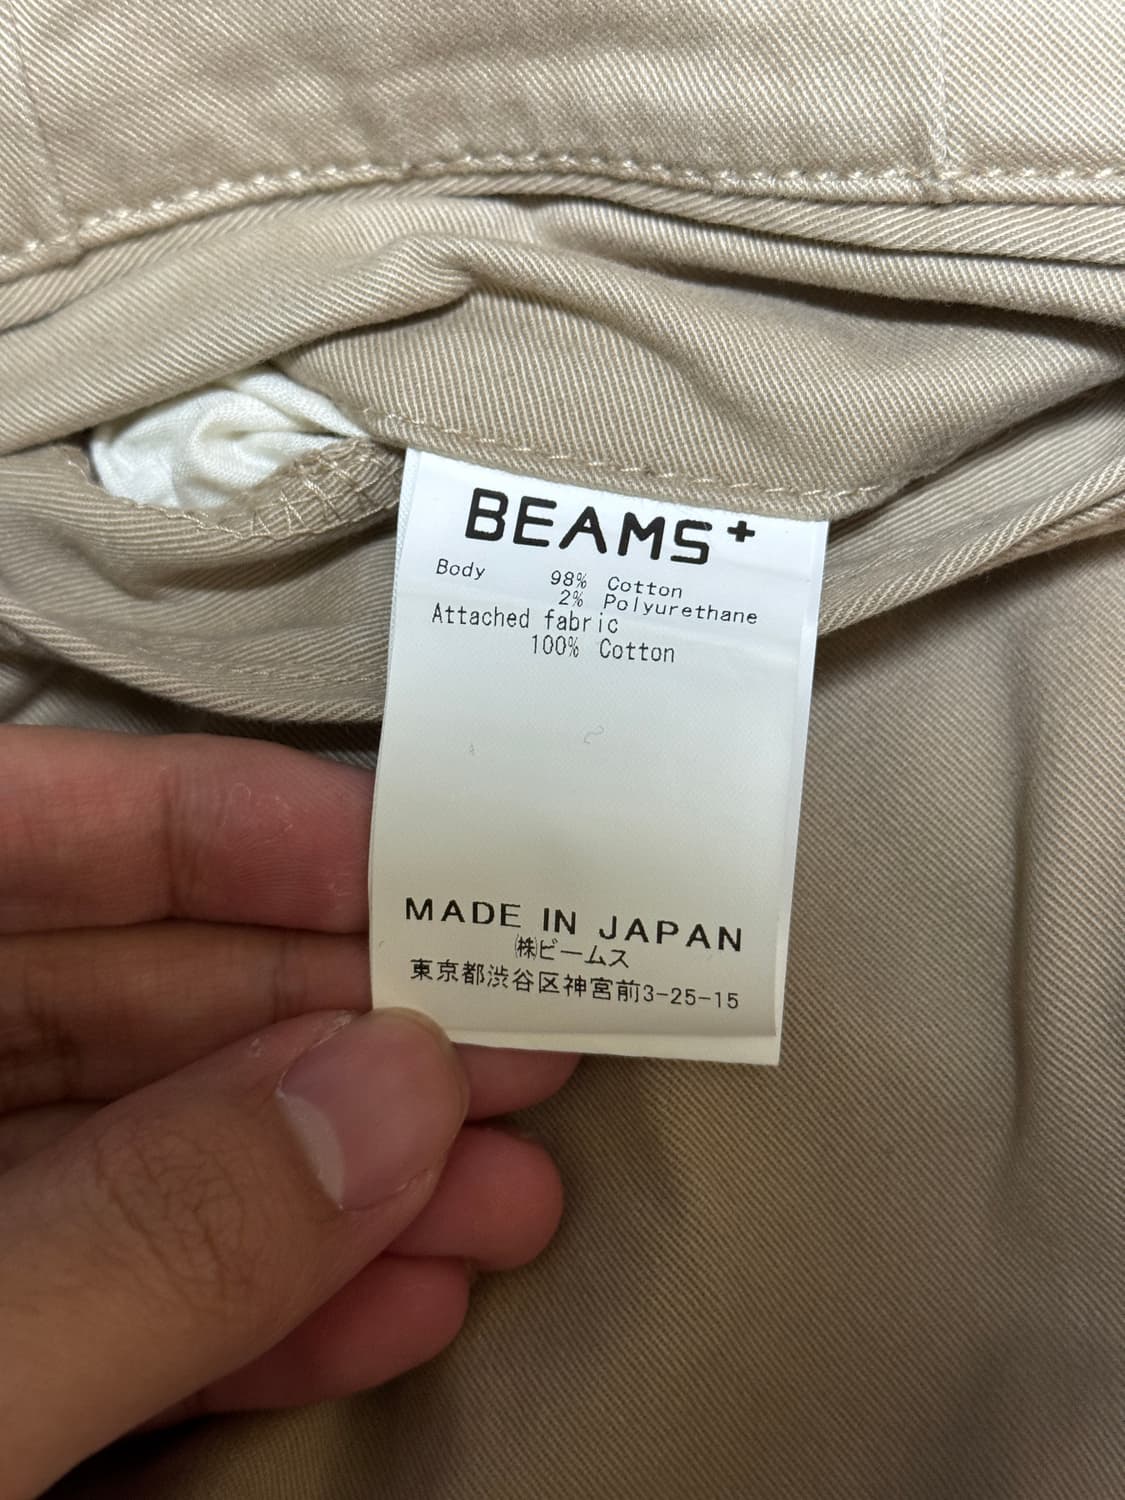 BEAMS+
Body 98% Cotton
2% Polyurethane
Attached fabric
100% Cotton
MADE IN JAPAN
㈱ビームス
東京都渋谷区神宮前3-25-15